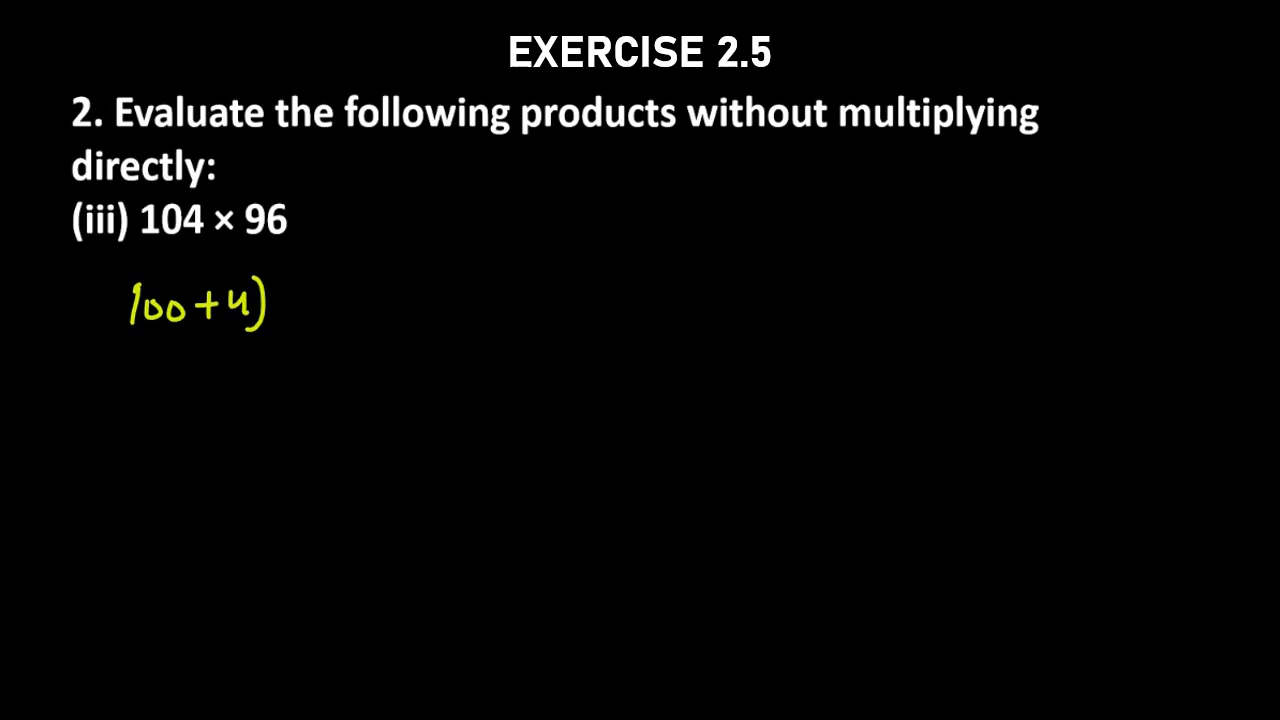 EXERCISE 2.5
2. Evaluate the following products without multiplying
directly:
(iii) 104 × 96
100 + 4)